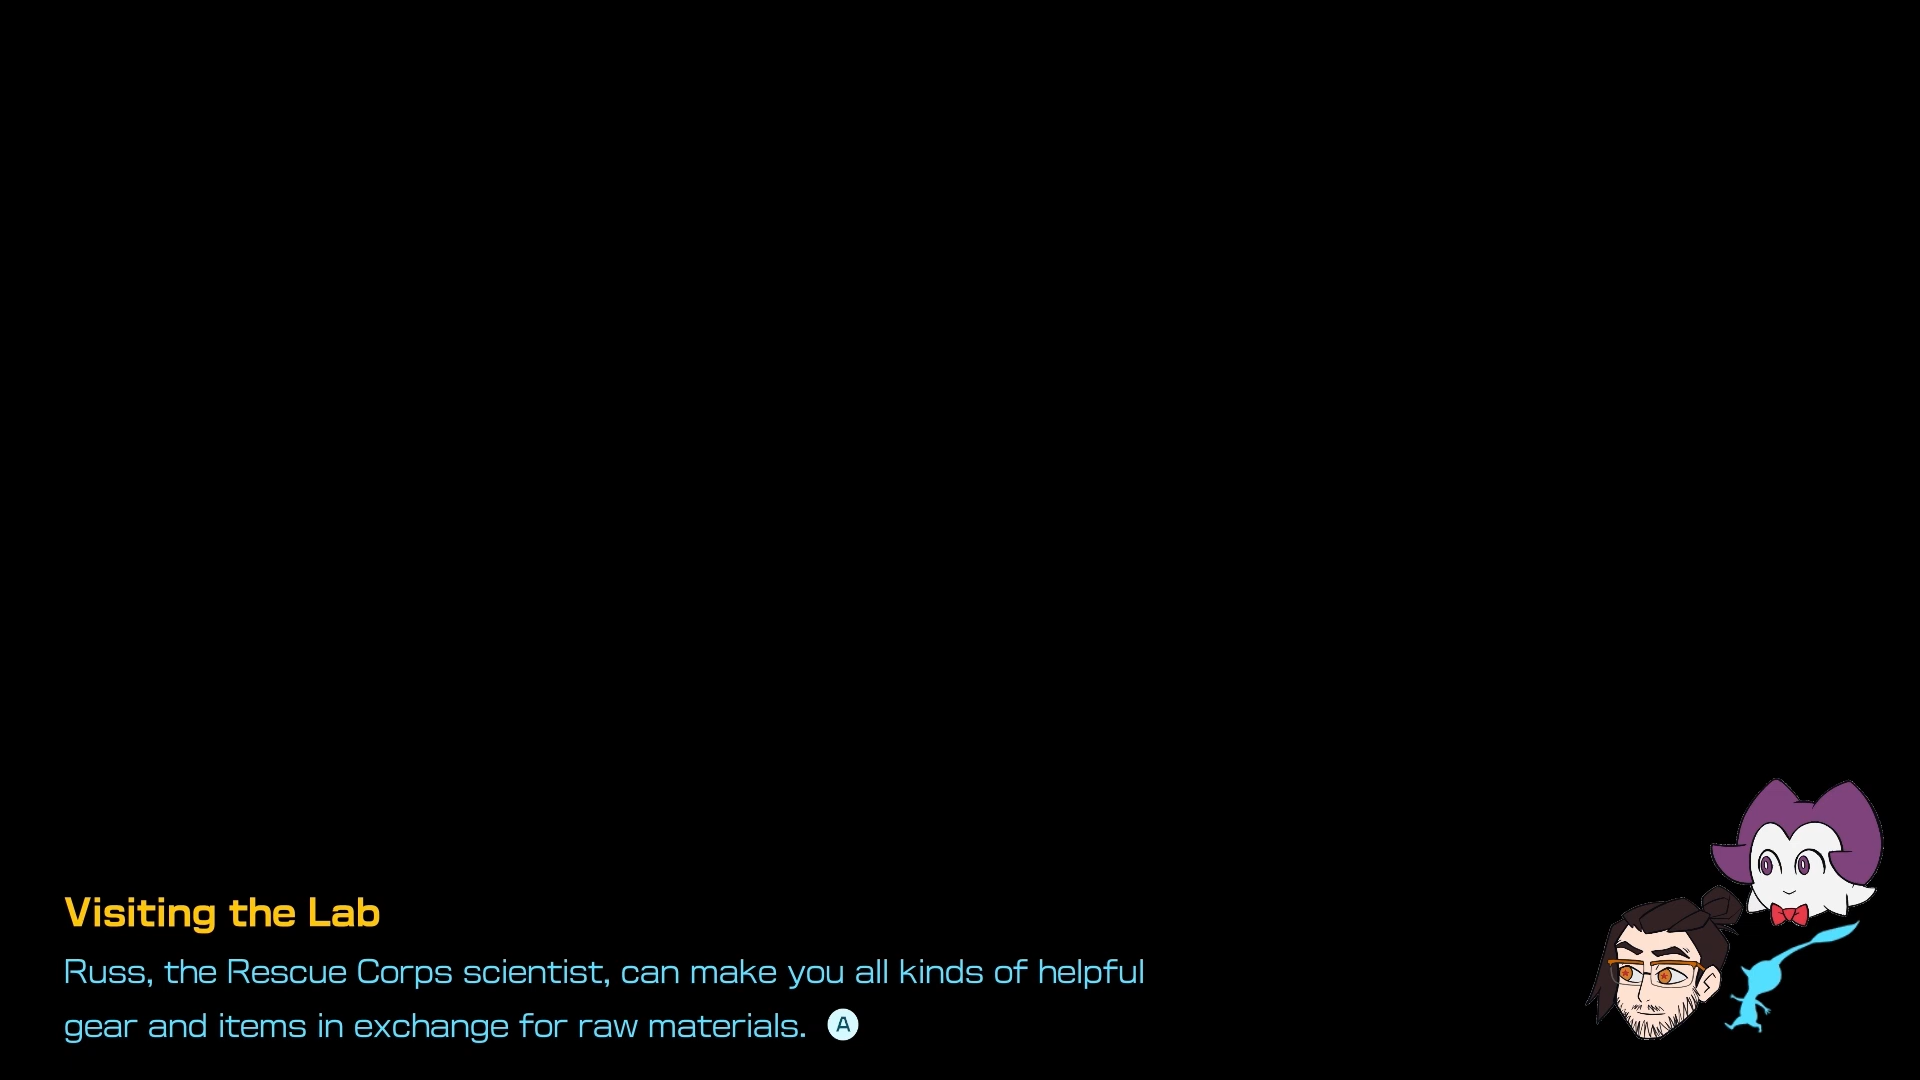 Visiting the Lab
Russ, the Rescue Corps scientist, can make you all kinds of helpful
gear and items in exchange for raw materials. A